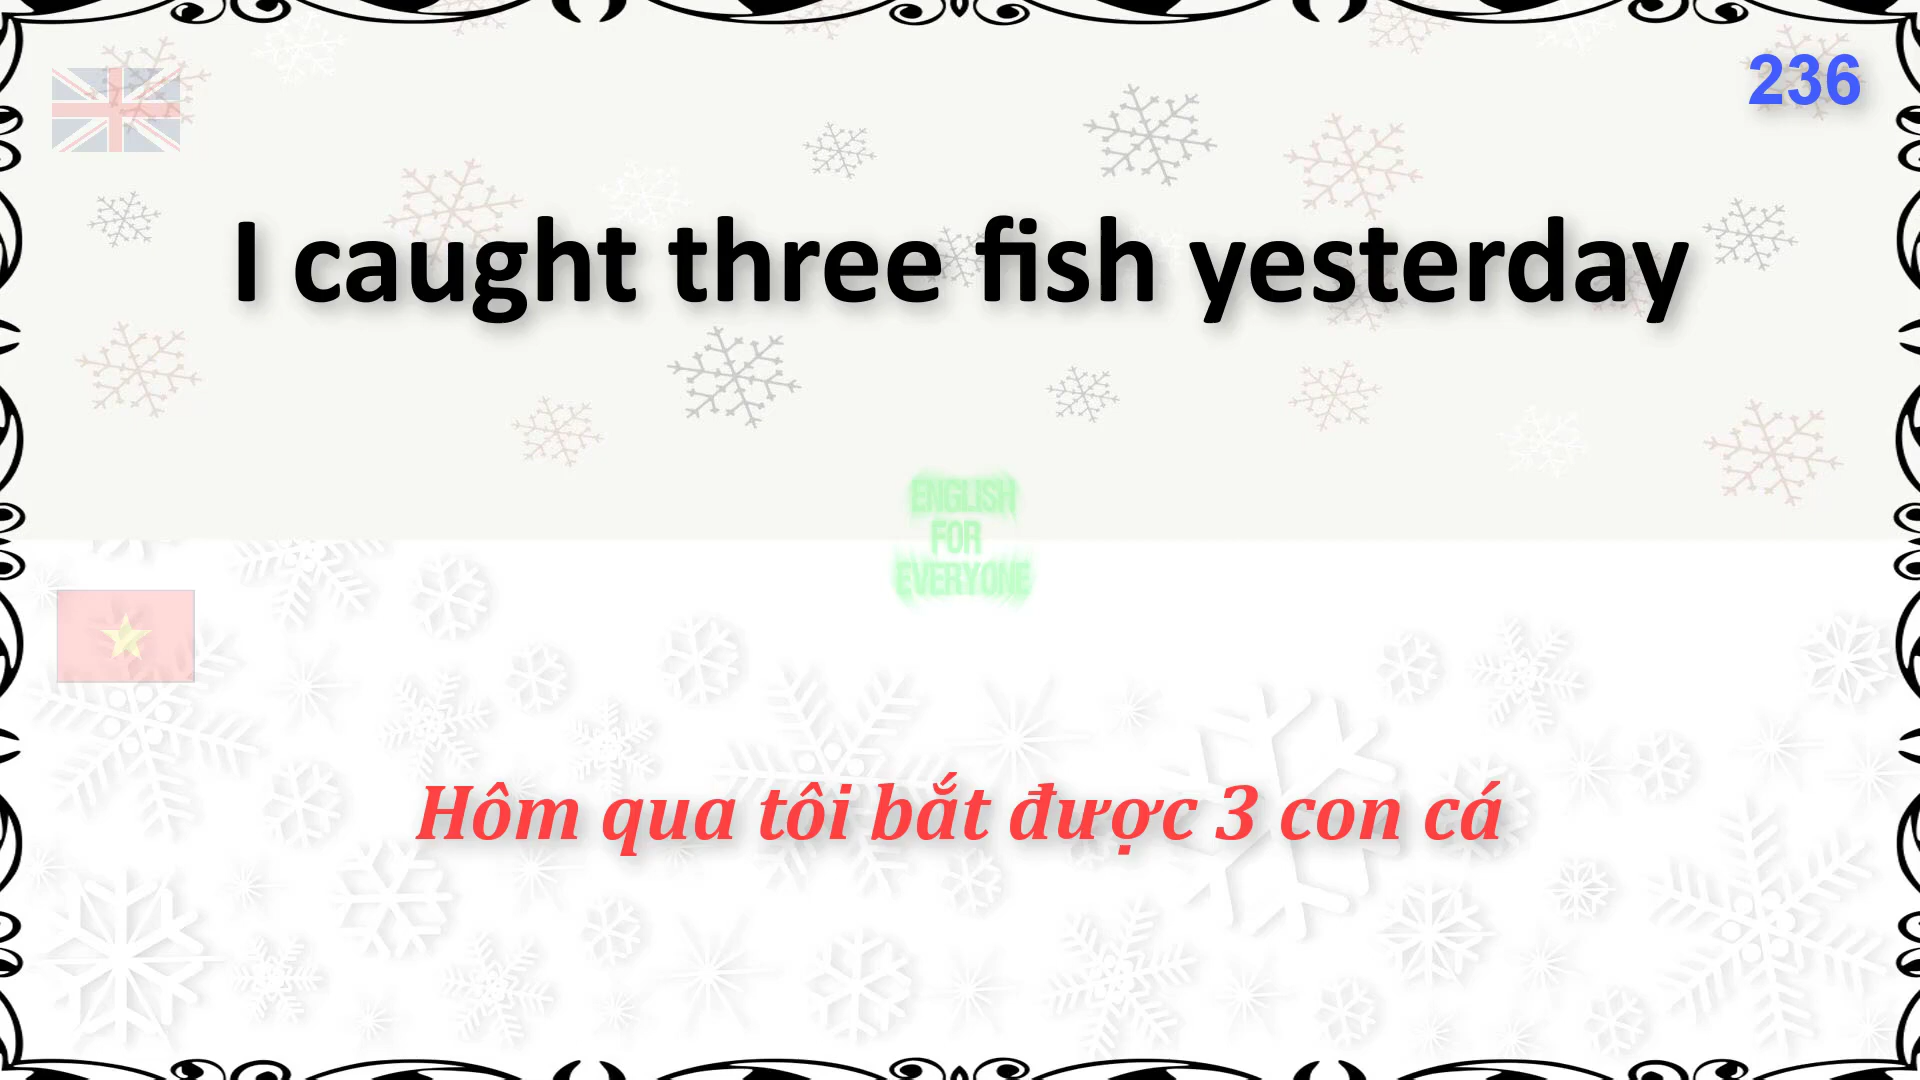 236
I caught three fish yesterday
ENGLISH
FOR
EVERYONE
Hôm qua tôi bắt được 3 con cá